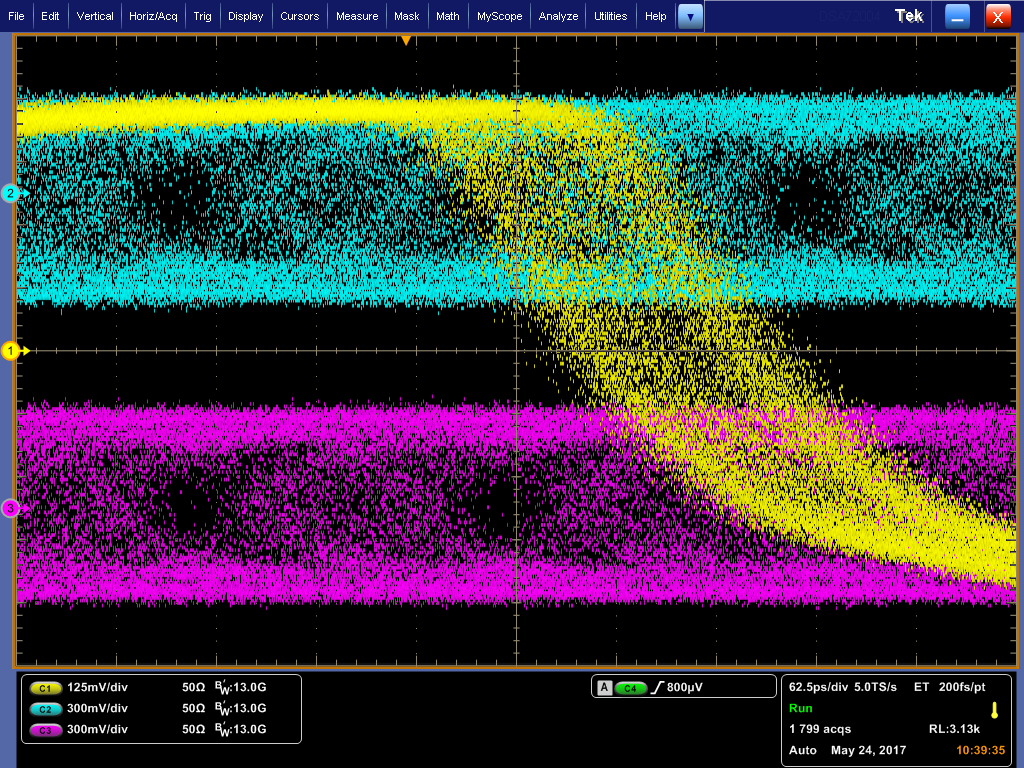 File Edit Vertical Horiz/Acq Trig Display Cursors Measure Mask Math MyScope Analyze Utilities Help ▼ Tek X
2
1
3
C1 125mV/div 50Ω BW:13.0G
C2 300mV/div 50Ω BW:13.0G
C3 300mV/div 50Ω BW:13.0G
A C4 800µV
62.5ps/div 5.0TS/s ET 200fs/pt
Run
1 799 acqs RL:3.13k
Auto May 24, 2017 10:39:35